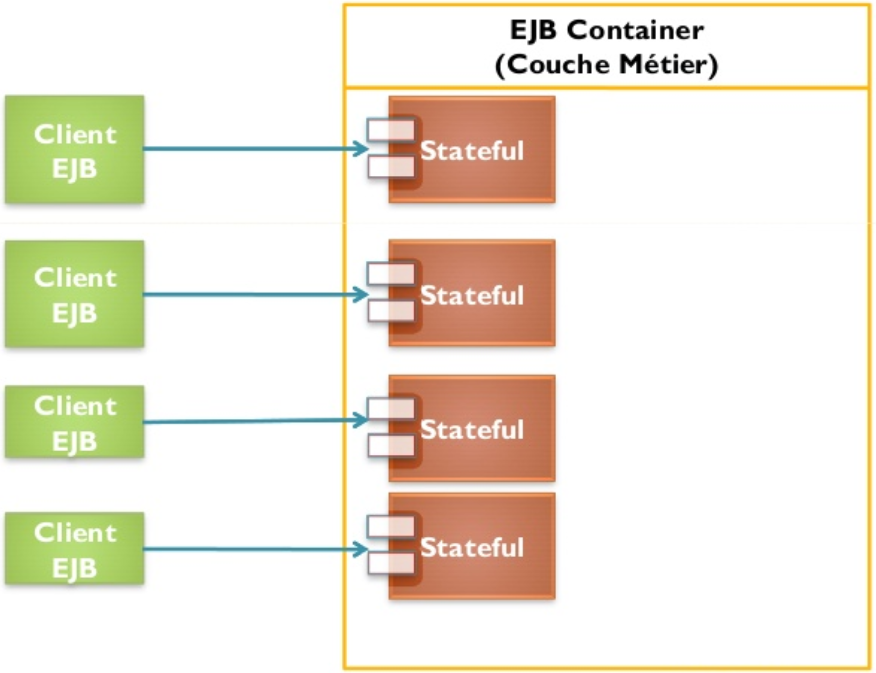 EJB Container
(Couche Métier)
Client
EJB
Stateful
Client
EJB
Stateful
Client
EJB
Stateful
Client
EJB
Stateful